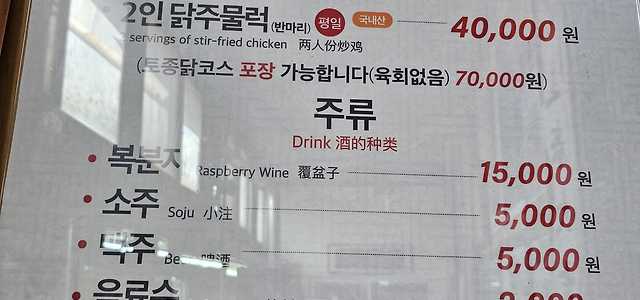 2인 닭주물럭(반마리) 평일 국내산 40,000 원
servings of stir-fried chicken 两人份炒鸡
(토종닭코스 포장 가능합니다(육회없음) 70,000원)
주류
Drink 酒的种类
복분자 Raspberry Wine 覆盆子 15,000 원
소주 Soju 小注 5,000 원
맥주 Beer 啤酒 5,000 원
음료수